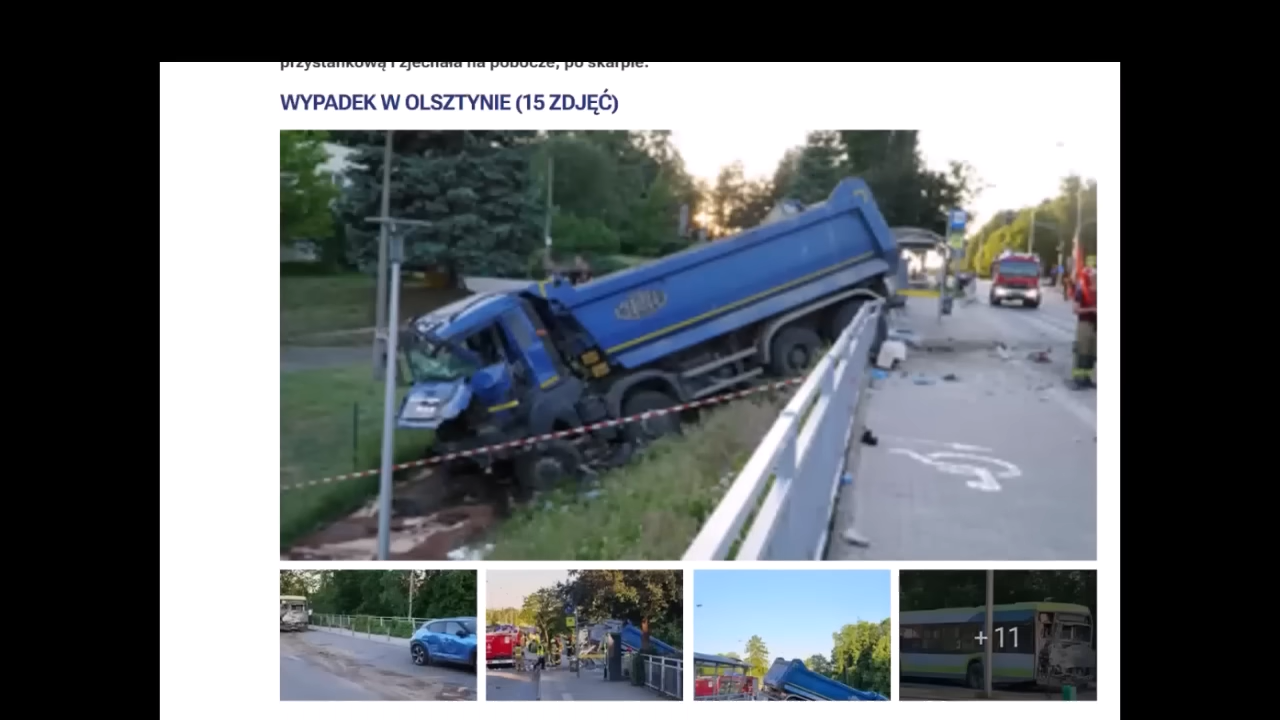 przystankową i zjechała na pobocze, po skarpie.
WYPADEK W OLSZTYNIE (15 ZDJĘĆ)
+ 11